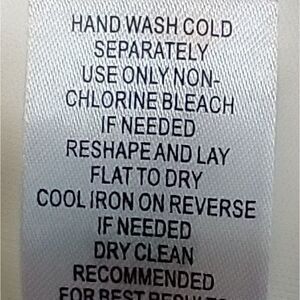 HAND WASH COLD
SEPARATELY
USE ONLY NON-
CHLORINE BLEACH
IF NEEDED
RESHAPE AND LAY
FLAT TO DRY
COOL IRON ON REVERSE
IF NEEDED
DRY CLEAN
RECOMMENDED
FOR BEST RESULTS